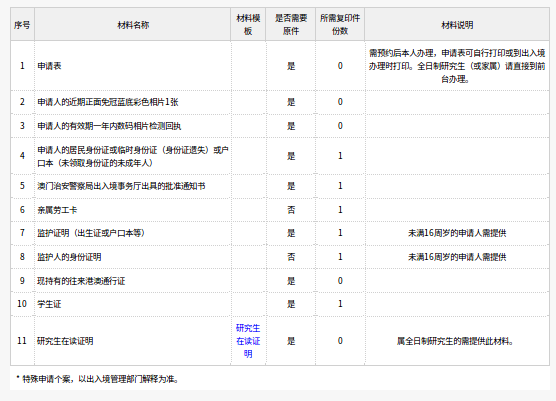 序号 材料名称 材料模板 是否需要原件 所需复印件份数 材料说明
1 申请表 是 0 需预约后本人办理，申请表可自行打印或到出入境办理时打印。全日制研究生（或家属）请直接到前台办理。
2 申请人的近期正面免冠蓝底彩色相片1张 是 0
3 申请人的有效期一年内数码相片检测回执 是 0
4 申请人的居民身份证或临时身份证（身份证遗失）或户口本（未领取身份证的未成年人） 是 1
5 澳门治安警察局出入境事务厅出具的批准通知书 是 1
6 亲属劳工卡 否 1
7 监护证明（出生证或户口本等） 是 1 未满16周岁的申请人需提供
8 监护人的身份证明 否 1 未满16周岁的申请人需提供
9 现持有的往来港澳通行证 是 0
10 学生证 是 1
11 研究生在读证明 研究生在读证明 是 0 属全日制研究生的需提供此材料。
* 特殊申请个案，以出入境管理部门解释为准。